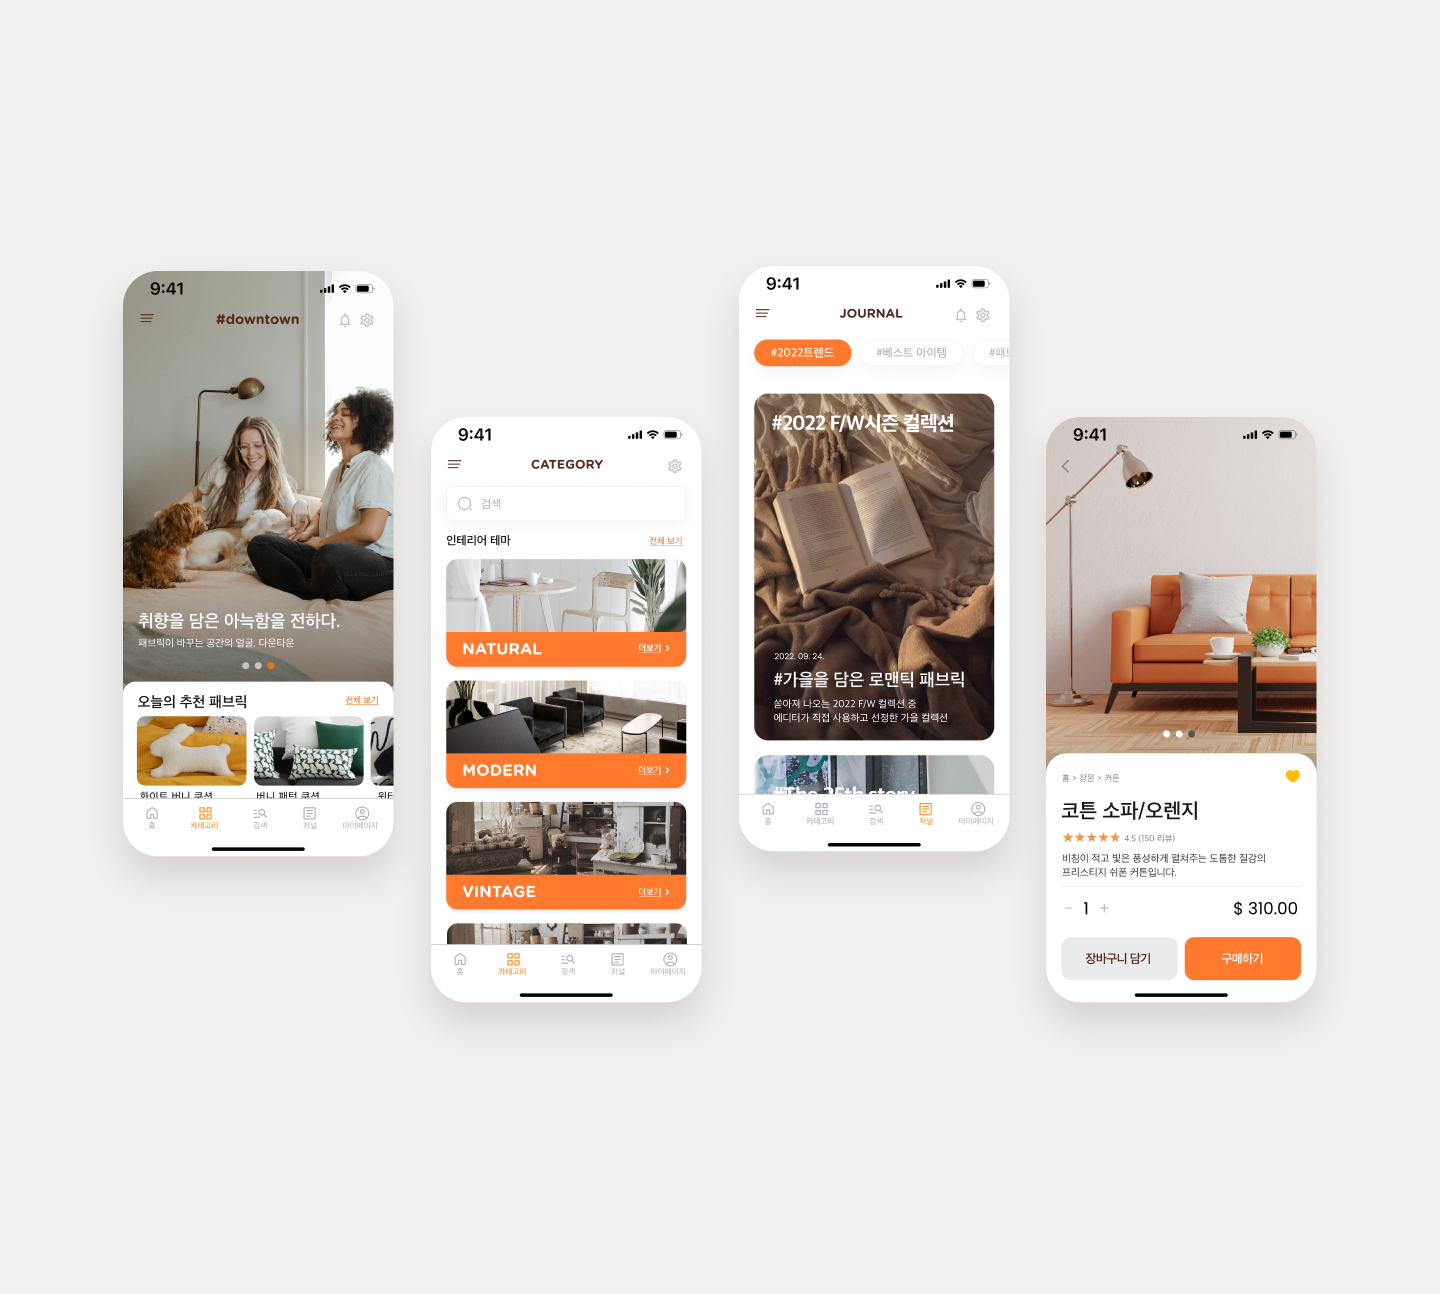 9:41
#downtown
취향을 담은 아늑함을 전하다.
패브릭이 바꾸는 공간의 얼굴, 다운타운
오늘의 추천 패브릭
전체 보기
화이트 버니 쿠션
버니 패턴 쿠션
윈터
홈
카테고리
검색
저널
마이페이지
9:41
CATEGORY
검색
인테리어 테마
전체 보기
NATURAL
더보기
MODERN
더보기
VINTAGE
더보기
홈
카테고리
검색
저널
마이페이지
9:41
JOURNAL
#2022트렌드
#베스트 아이템
#패브
#2022 F/W시즌 컬렉션
2022. 09. 24.
#가을을 담은 로맨틱 패브릭
쏟아져 나오는 2022 F/W 컬렉션 중
에디터가 직접 사용하고 선정한 가을 컬렉션
#The 25th story
홈
카테고리
검색
저널
마이페이지
9:41
홈 > 창문 > 커튼
코튼 소파/오렌지
4.5 (150 리뷰)
비침이 적고 빛은 풍성하게 펼쳐주는 도톰한 질감의
프리스티지 쉬폰 커튼입니다.
- 1 +
$ 310.00
장바구니 담기
구매하기